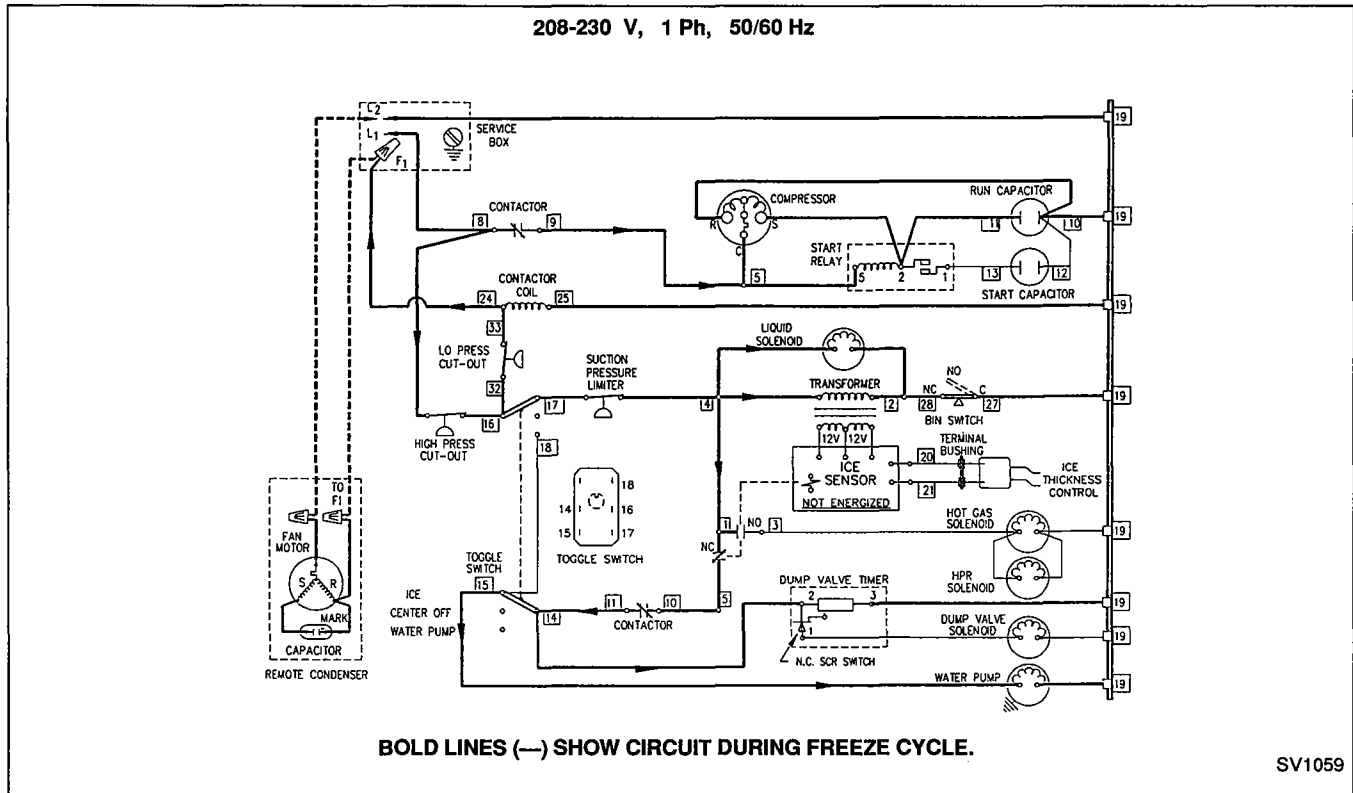 208-230 V, 1 Ph, 50/60 Hz
L2
L1
F1
SERVICE
BOX
19
COMPRESSOR
R
S
C
RUN CAPACITOR
11
10
19
CONTACTOR
8
9
START
RELAY
5
5
2
1
13
12
START CAPACITOR
CONTACTOR
COIL
24
25
19
33
LO PRESS
CUT-OUT
32
LIQUID
SOLENOID
SUCTION
PRESSURE
LIMITER
TRANSFORMER
NO
NC
C
16
17
14
2
28
27
19
BIN SWITCH
HIGH PRESS
CUT-OUT
18
12V
12V
TERMINAL
BUSHING
ICE
SENSOR
NOT ENERGIZED
20
21
ICE
THICKNESS
CONTROL
18
14
16
15
17
TOGGLE SWITCH
1
NO
3
HOT GAS
SOLENOID
19
NC
HPR
SOLENOID
TO
F1
FAN
MOTOR
S
R
MARK
CAPACITOR
REMOTE CONDENSER
TOGGLE
SWITCH
15
ICE
CENTER OFF
WATER PUMP
14
11
10
5
CONTACTOR
DUMP VALVE TIMER
2
3
19
1
DUMP VALVE
SOLENOID
19
N.C. SCR SWITCH
WATER PUMP
19
BOLD LINES (—) SHOW CIRCUIT DURING FREEZE CYCLE.
SV1059